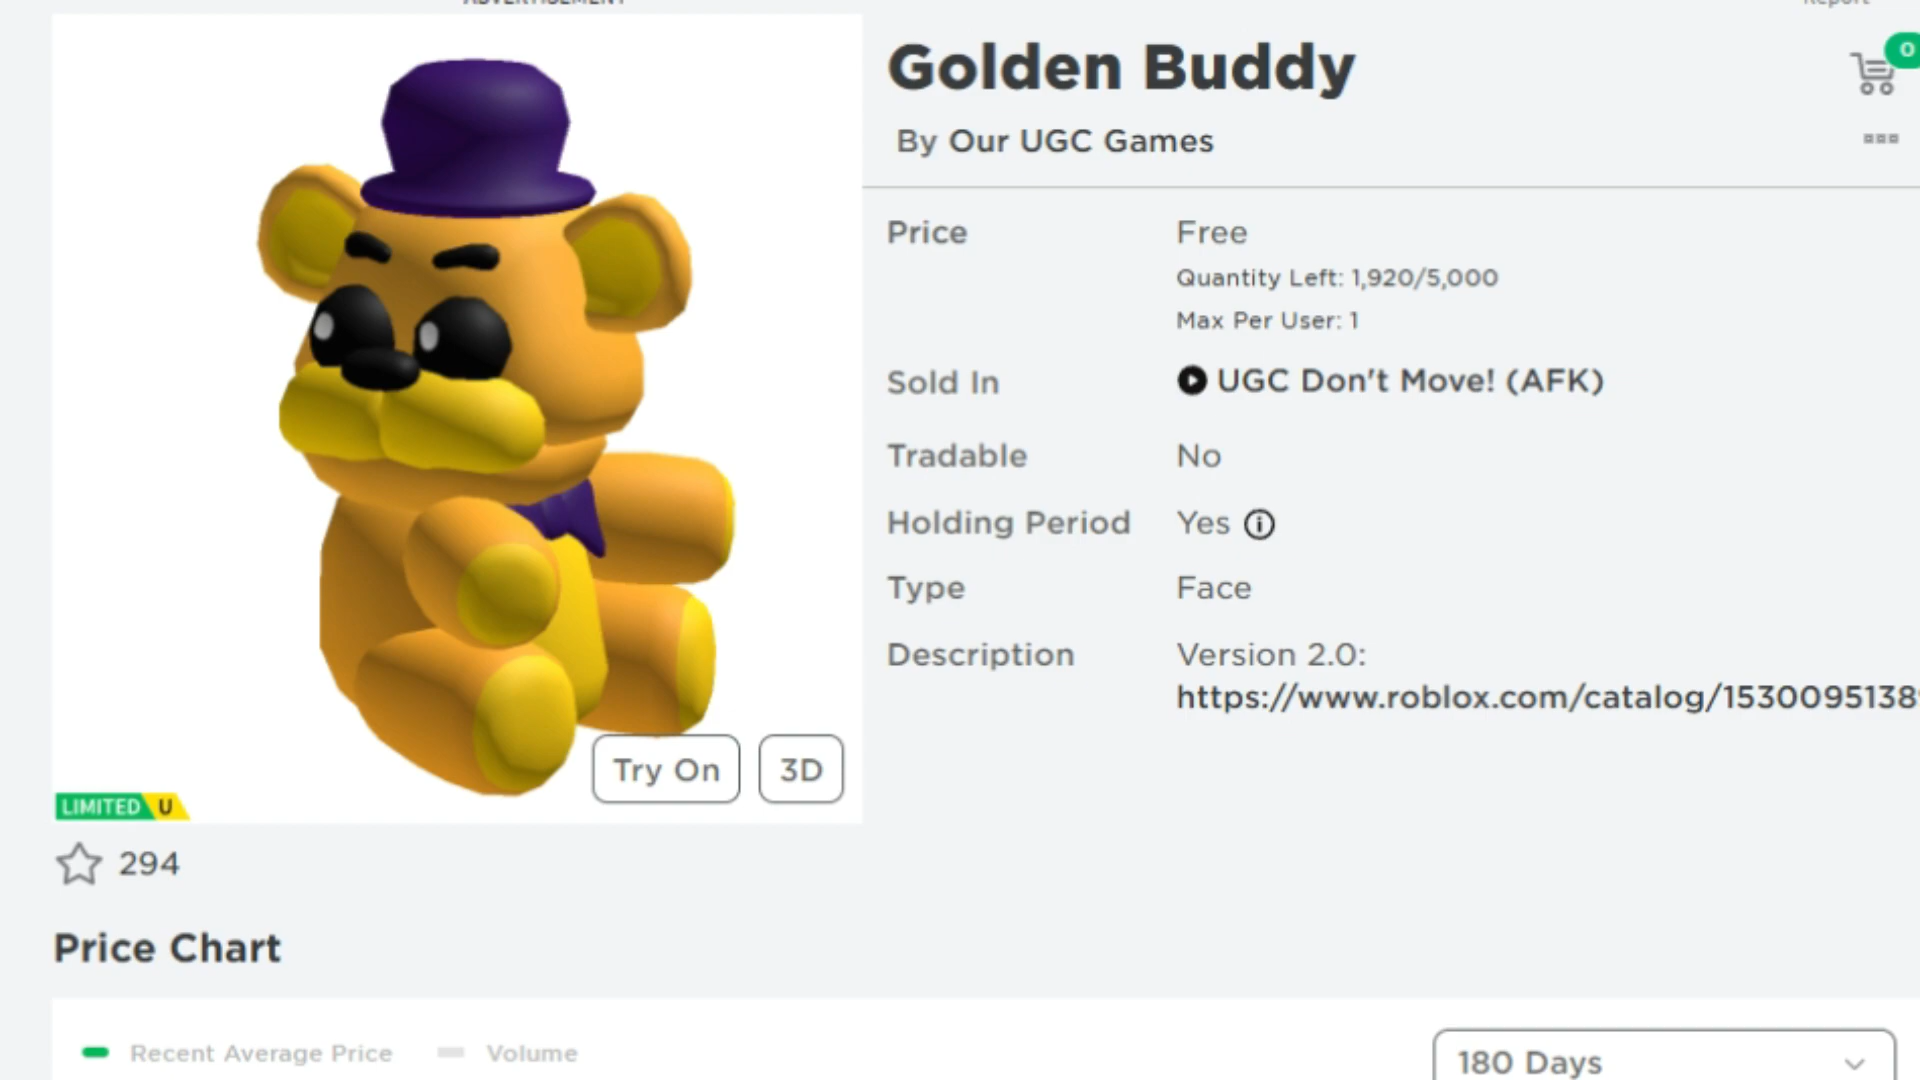 ADVERTISEMENT
Report
Golden Buddy
0
By Our UGC Games
Price
Free
Quantity Left: 1,920/5,000
Max Per User: 1
Sold In
UGC Don't Move! (AFK)
Tradable
No
Holding Period
Yes
Type
Face
Description
Version 2.0:
https://www.roblox.com/catalog/1530095138
Try On
3D
LIMITED U
294
Price Chart
Recent Average Price
Volume
180 Days